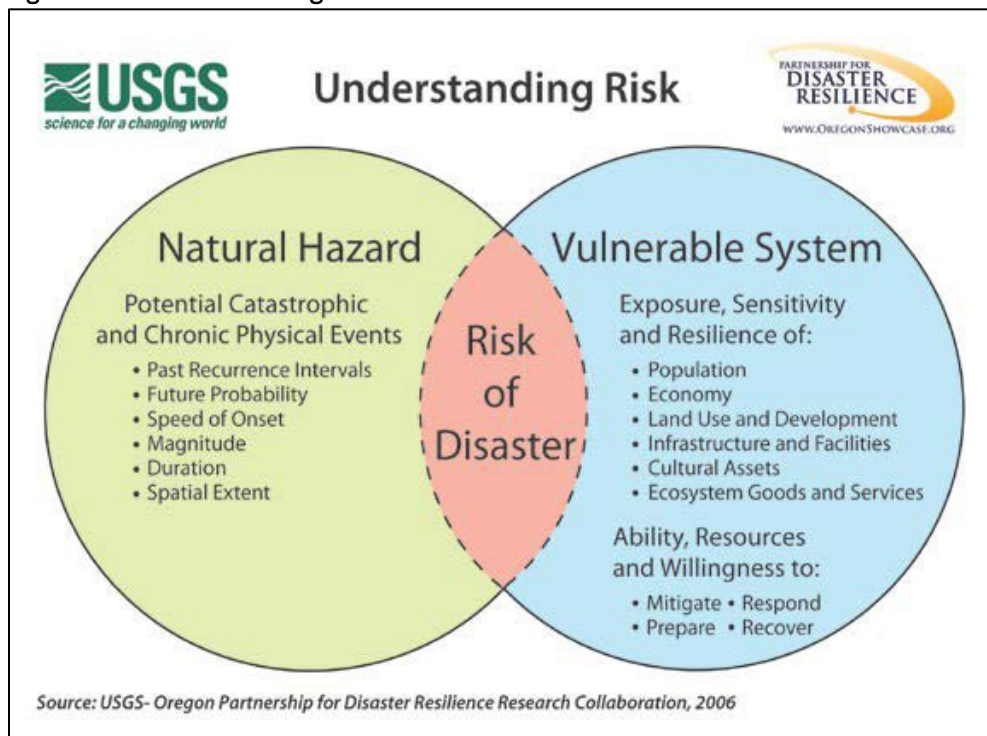 USGS
science for a changing world
Understanding Risk
PARTNERSHIP FOR
DISASTER
RESILIENCE
WWW.OREGONSHOWCASE.ORG
Natural Hazard
Potential Catastrophic
and Chronic Physical Events
• Past Recurrence Intervals
• Future Probability
• Speed of Onset
• Magnitude
• Duration
• Spatial Extent
Risk
of
Disaster
Vulnerable System
Exposure, Sensitivity
and Resilience of:
• Population
• Economy
• Land Use and Development
• Infrastructure and Facilities
• Cultural Assets
• Ecosystem Goods and Services
Ability, Resources
and Willingness to:
• Mitigate • Respond
• Prepare • Recover
Source: USGS- Oregon Partnership for Disaster Resilience Research Collaboration, 2006